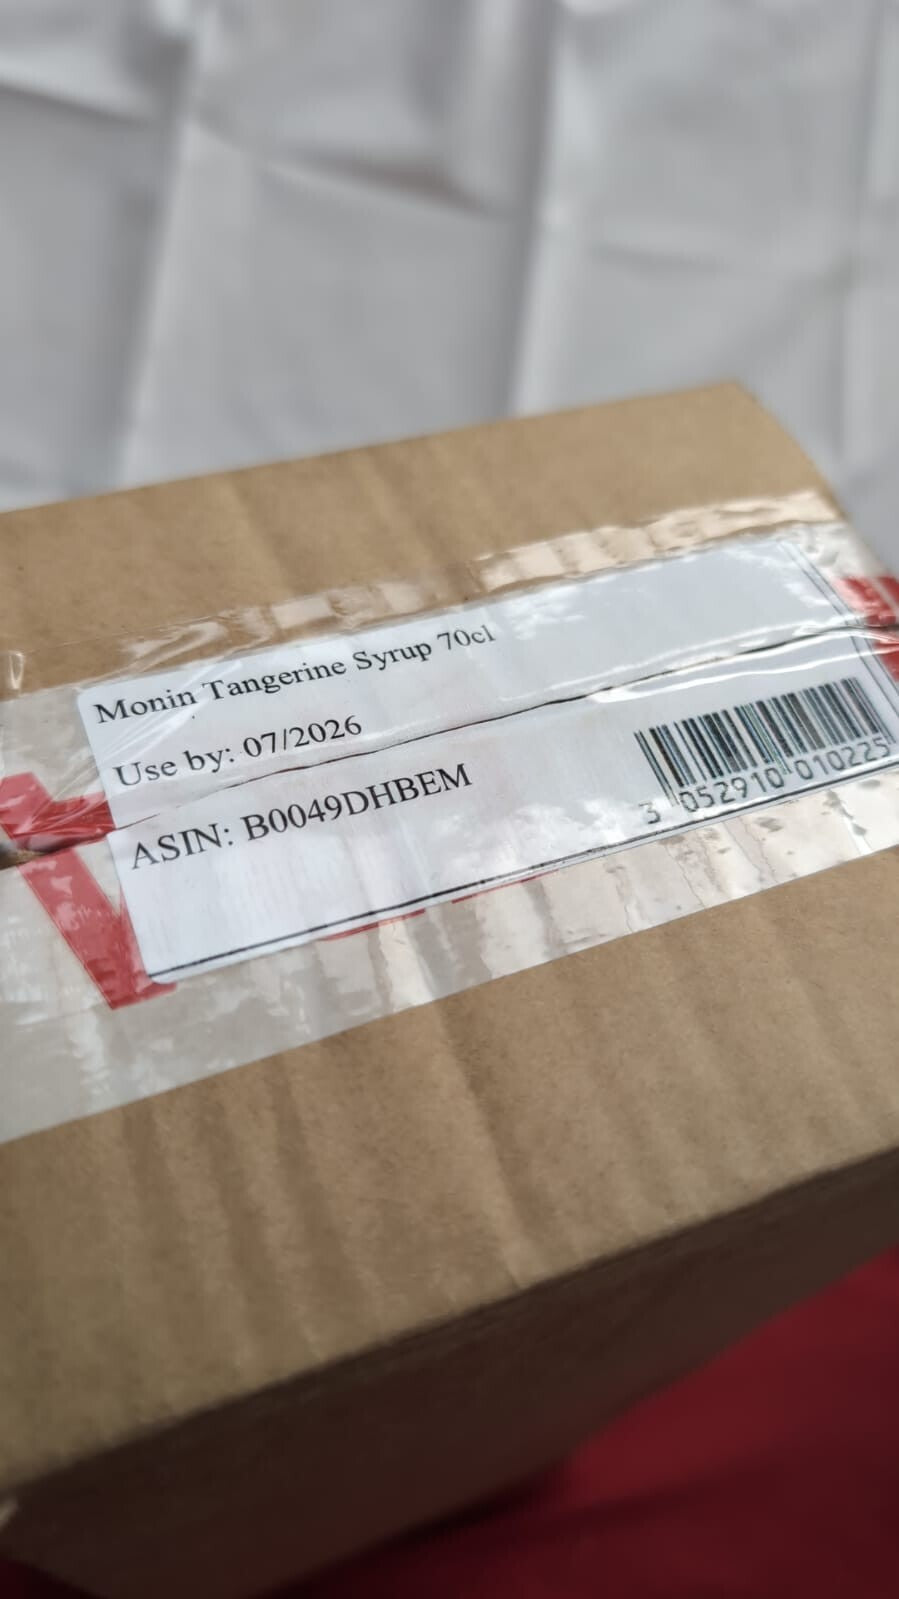 Monin Tangerine Syrup 70cl
Use by: 07/2026
ASIN: B0049DHBEM
3 052910 010225